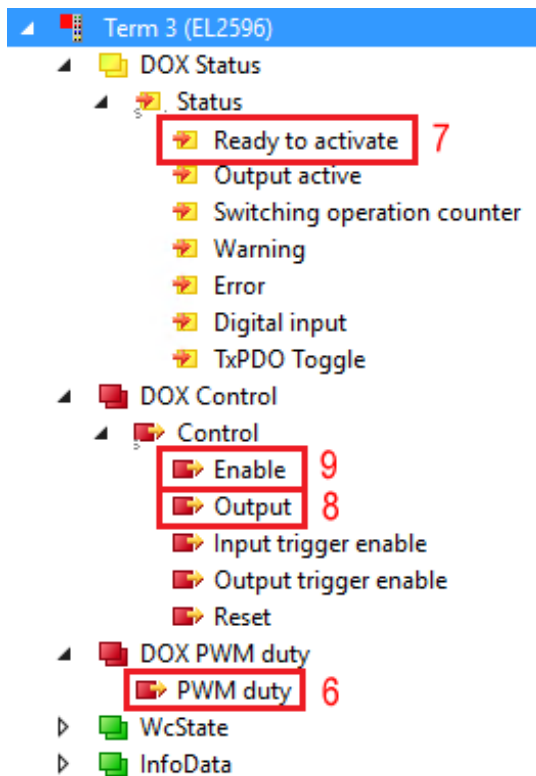 Term 3 (EL2596)
DOX Status
Status
Ready to activate 7
Output active
Switching operation counter
Warning
Error
Digital input
TxPDO Toggle
DOX Control
Control
Enable 9
Output 8
Input trigger enable
Output trigger enable
Reset
DOX PWM duty
PWM duty 6
WcState
InfoData